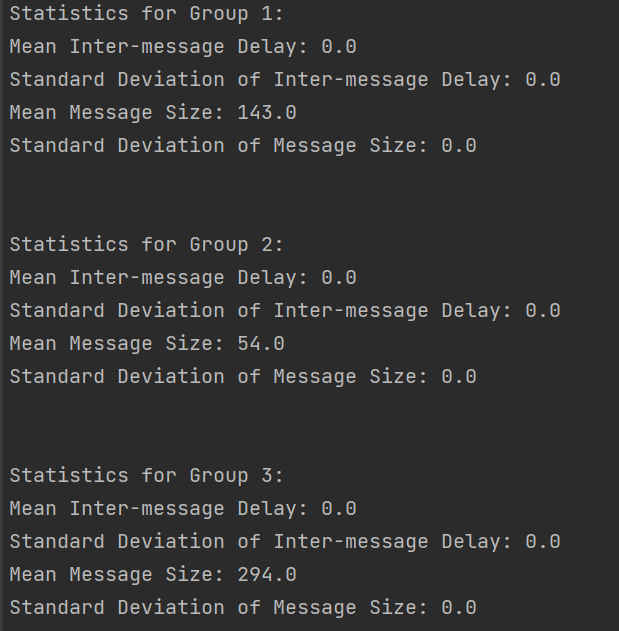 Statistics for Group 1:
Mean Inter-message Delay: 0.0
Standard Deviation of Inter-message Delay: 0.0
Mean Message Size: 143.0
Standard Deviation of Message Size: 0.0
Statistics for Group 2:
Mean Inter-message Delay: 0.0
Standard Deviation of Inter-message Delay: 0.0
Mean Message Size: 54.0
Standard Deviation of Message Size: 0.0
Statistics for Group 3:
Mean Inter-message Delay: 0.0
Standard Deviation of Inter-message Delay: 0.0
Mean Message Size: 294.0
Standard Deviation of Message Size: 0.0